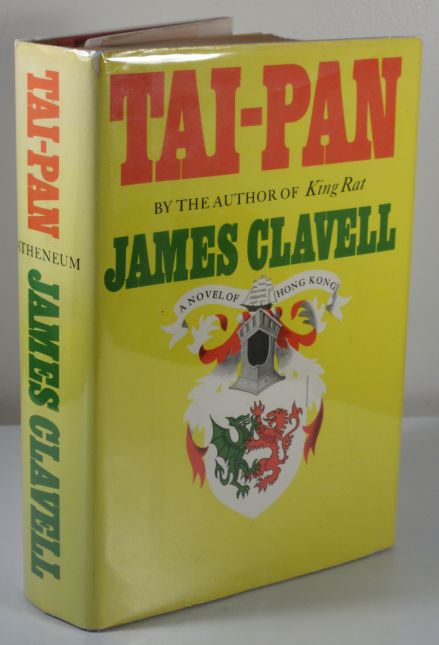 TAI-PAN
BY THE AUTHOR OF King Rat
JAMES CLAVELL
A NOVEL OF HONG KONG
TAI-PAN
ATHENEUM
JAMES CLAVELL